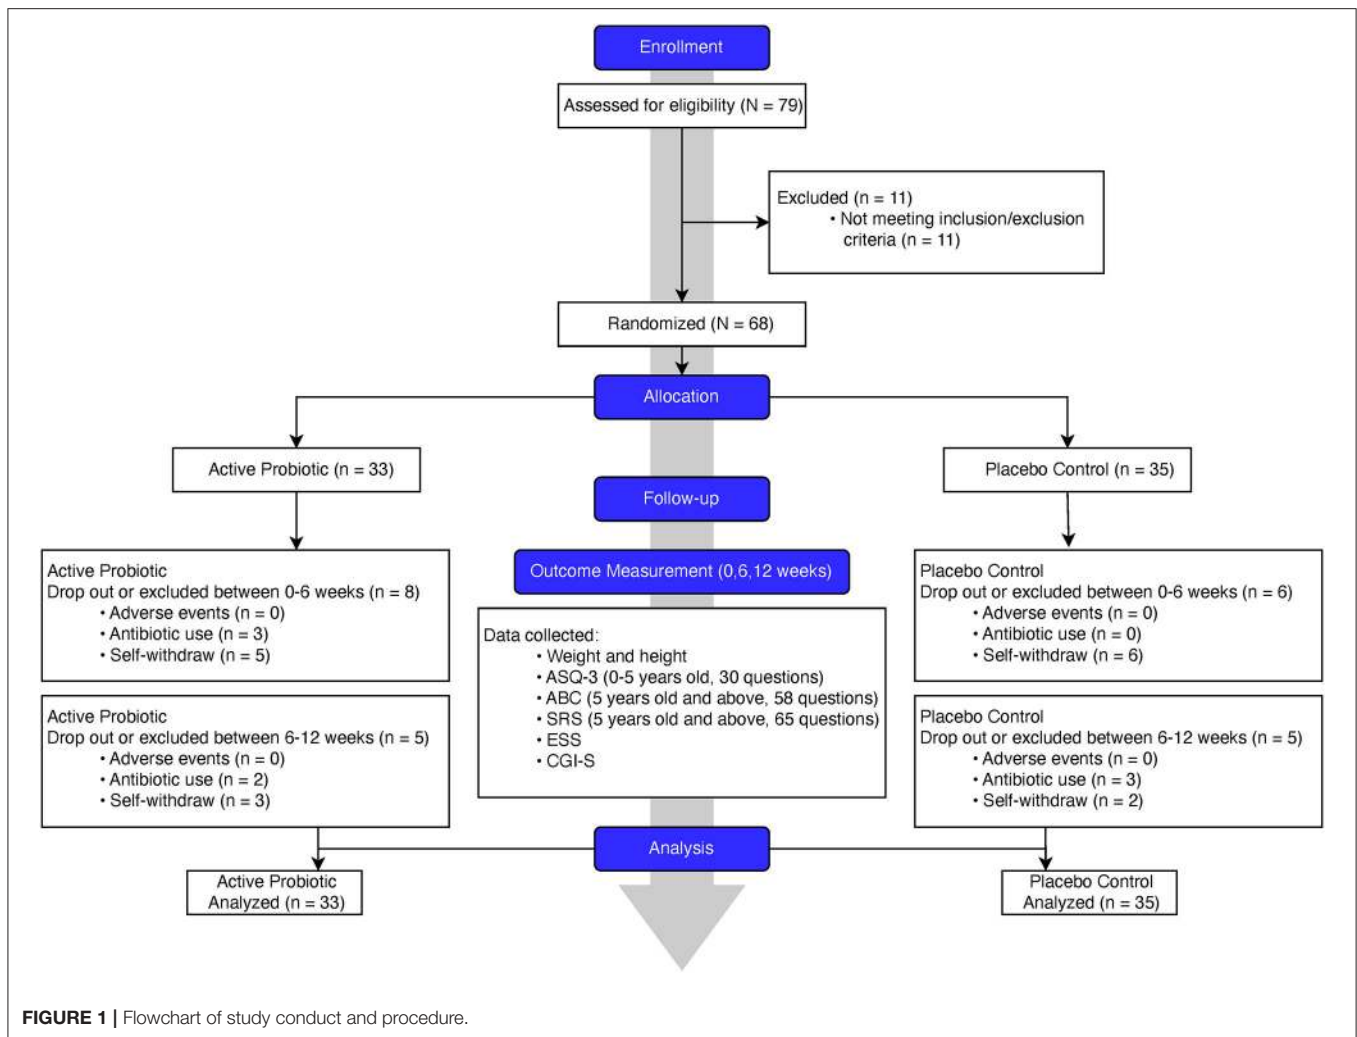 Enrollment
Assessed for eligibility (N = 79)
Excluded (n = 11)
• Not meeting inclusion/exclusion
criteria (n = 11)
Randomized (N = 68)
Allocation
Active Probiotic (n = 33)
Placebo Control (n = 35)
Follow-up
Active Probiotic
Drop out or excluded between 0-6 weeks (n = 8)
• Adverse events (n = 0)
• Antibiotic use (n = 3)
• Self-withdraw (n = 5)
Outcome Measurement (0,6,12 weeks)
Placebo Control
Drop out or excluded between 0-6 weeks (n = 6)
• Adverse events (n = 0)
• Antibiotic use (n = 0)
• Self-withdraw (n = 6)
Data collected:
• Weight and height
• ASQ-3 (0-5 years old, 30 questions)
• ABC (5 years old and above, 58 questions)
• SRS (5 years old and above, 65 questions)
• ESS
• CGI-S
Active Probiotic
Drop out or excluded between 6-12 weeks (n = 5)
• Adverse events (n = 0)
• Antibiotic use (n = 2)
• Self-withdraw (n = 3)
Placebo Control
Drop out or excluded between 6-12 weeks (n = 5)
• Adverse events (n = 0)
• Antibiotic use (n = 3)
• Self-withdraw (n = 2)
Analysis
Active Probiotic
Analyzed (n = 33)
Placebo Control
Analyzed (n = 35)
FIGURE 1 | Flowchart of study conduct and procedure.